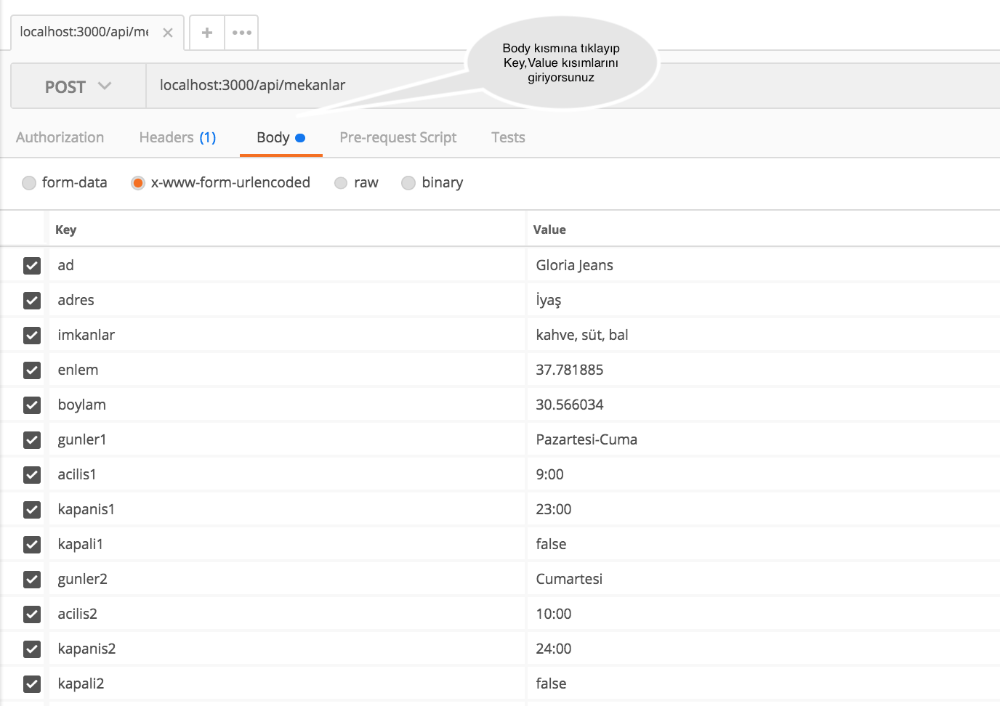 localhost:3000/api/me
Body kısmına tıklayıp
Key,Value kısımlarını
giriyorsunuz
POST localhost:3000/api/mekanlar
Authorization Headers (1) Body Pre-request Script Tests
form-data x-www-form-urlencoded raw binary
Key Value
ad Gloria Jeans
adres İyaş
imkanlar kahve, süt, bal
enlem 37.781885
boylam 30.566034
gunler1 Pazartesi-Cuma
acilis1 9:00
kapanis1 23:00
kapali1 false
gunler2 Cumartesi
acilis2 10:00
kapanis2 24:00
kapali2 false